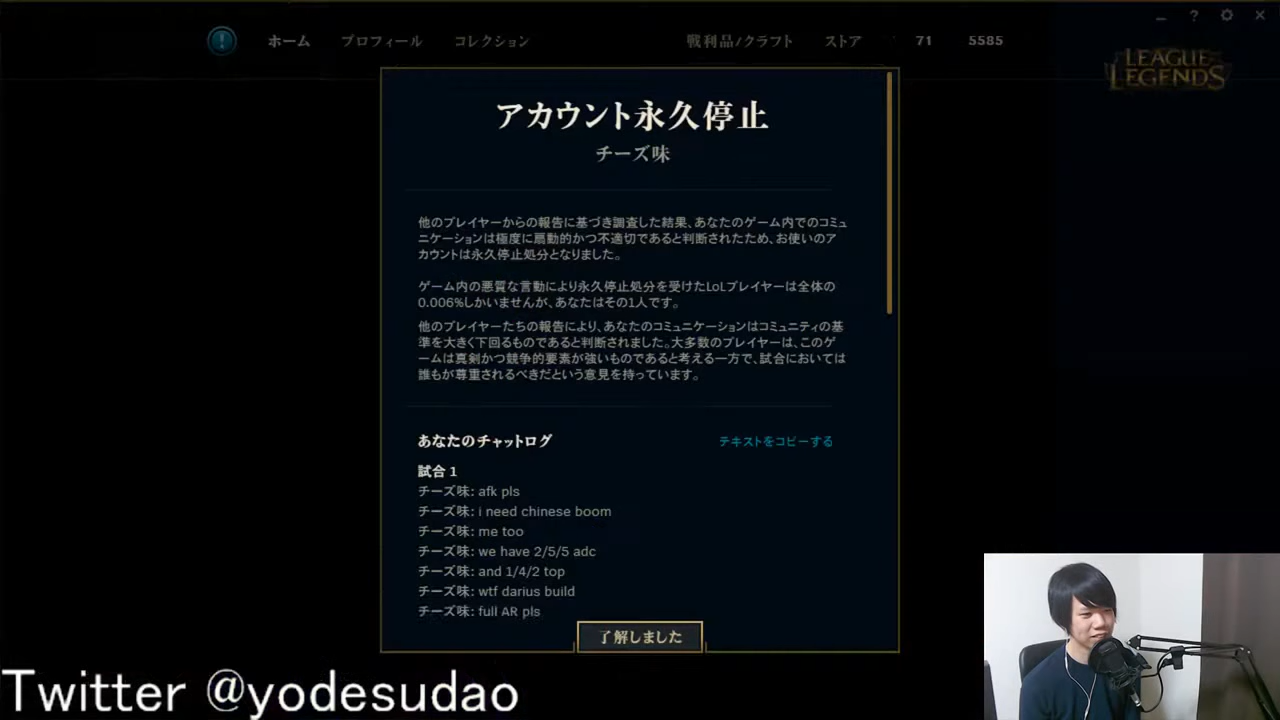 ホーム プロフィール コレクション 戦利品/クラフト ストア 71 5585
LEAGUE
LEGENDS
アカウント永久停止
チーズ味
他のプレイヤーからの報告に基づき調査した結果、あなたのゲーム内でのコミュ
ニケーションは極度に扇動的かつ不適切であると判断されたため、お使いのア
カウントは永久停止処分となりました。
ゲーム内の悪質な言動により永久停止処分を受けたLoLプレイヤーは全体の
0.006%しかいませんが、あなたはその1人です。
他のプレイヤーたちの報告により、あなたのコミュニケーションはコミュニティの基
準を大きく下回るものであると判断されました。大多数のプレイヤーは、このゲ
ームは真剣かつ競争的要素が強いものであると考える一方で、試合においては
誰もが尊重されるべきだという意見を持っています。
あなたのチャットログ テキストをコピーする
試合 1
チーズ味: afk pls
チーズ味: i need chinese boom
チーズ味: me too
チーズ味: we have 2/5/5 adc
チーズ味: and 1/4/2 top
チーズ味: wtf darius build
チーズ味: full AR pls
了解しました
Twitter @yodesudao